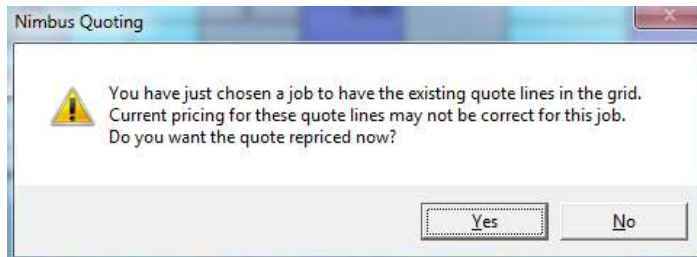 Nimbus Quoting
You have just chosen a job to have the existing quote lines in the grid.
Current pricing for these quote lines may not be correct for this job.
Do you want the quote repriced now?
Yes
No